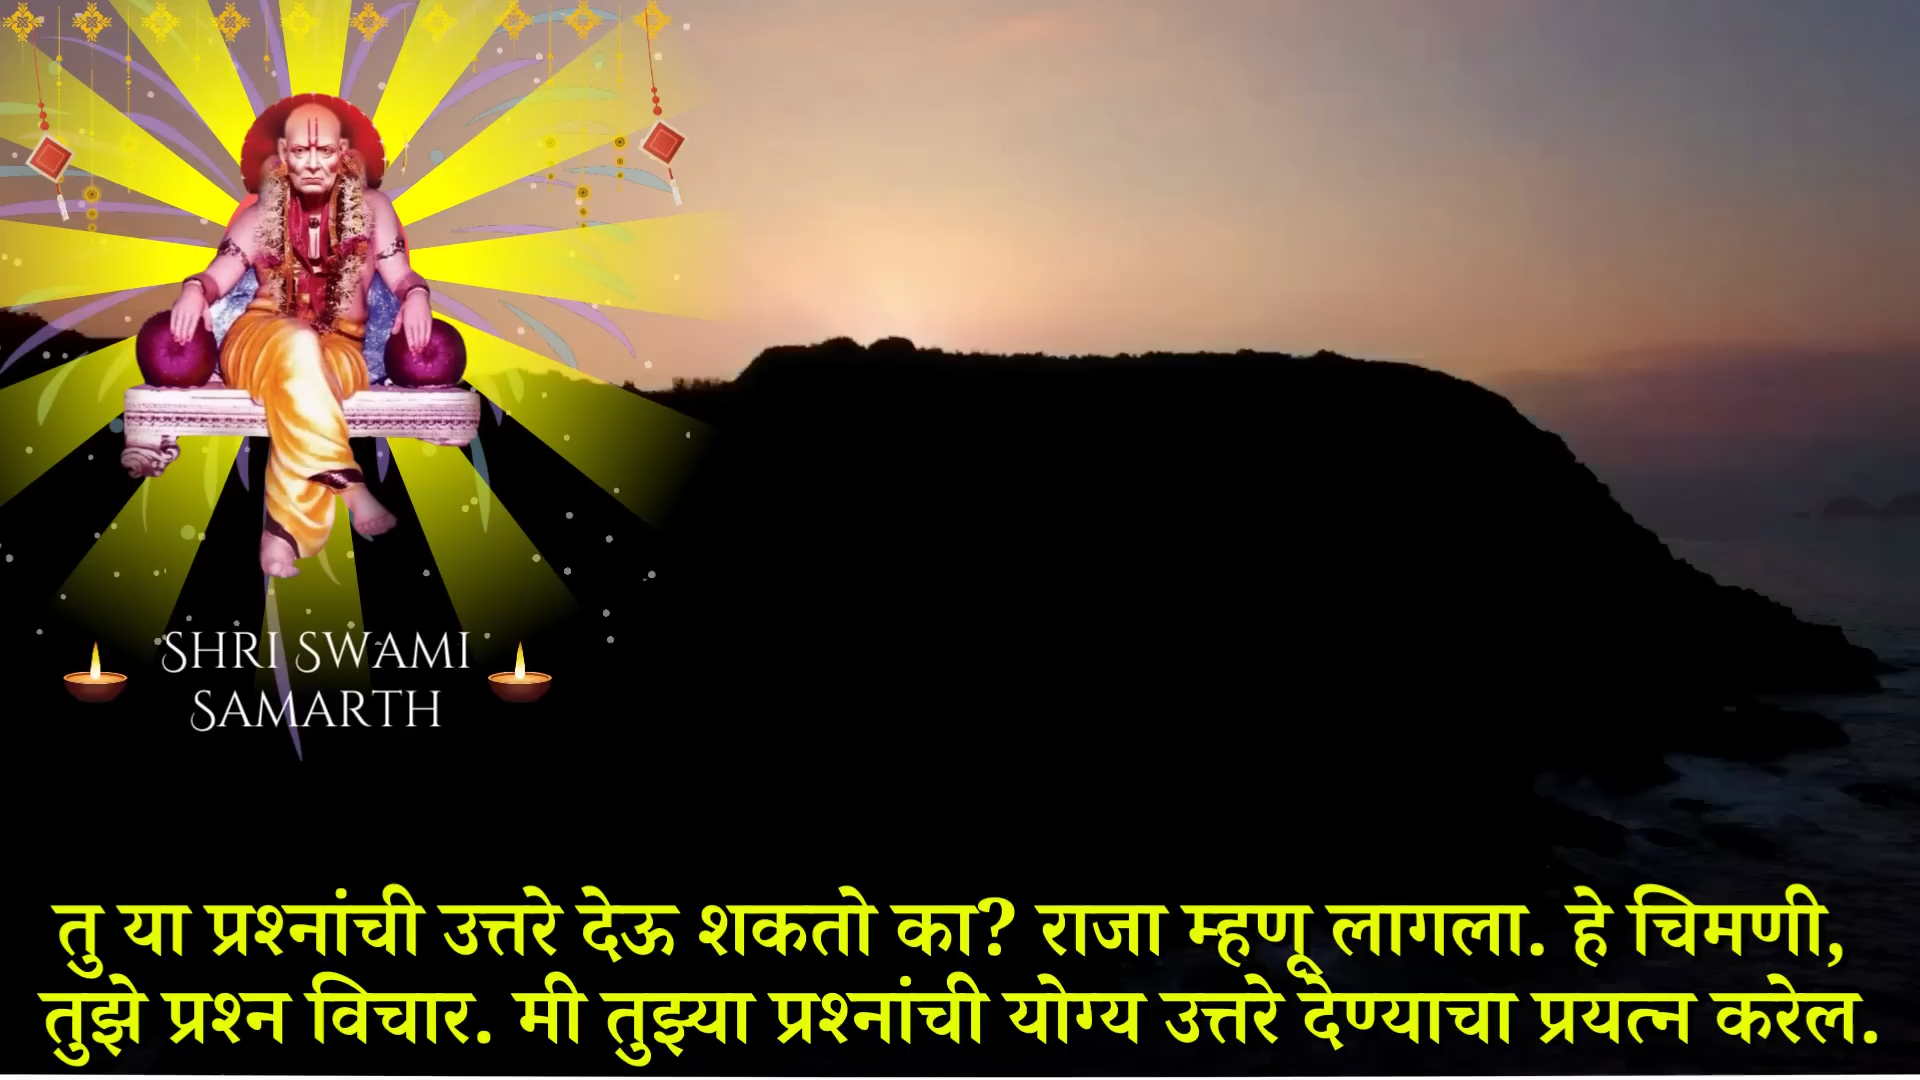 SHRI SWAMI
SAMARTH
तु या प्रश्नांची उत्तरे देऊ शकतो का? राजा म्हणू लागला. हे चिमणी,
तुझे प्रश्न विचार. मी तुझ्या प्रश्नांची योग्य उत्तरे देण्याचा प्रयत्न करेल.